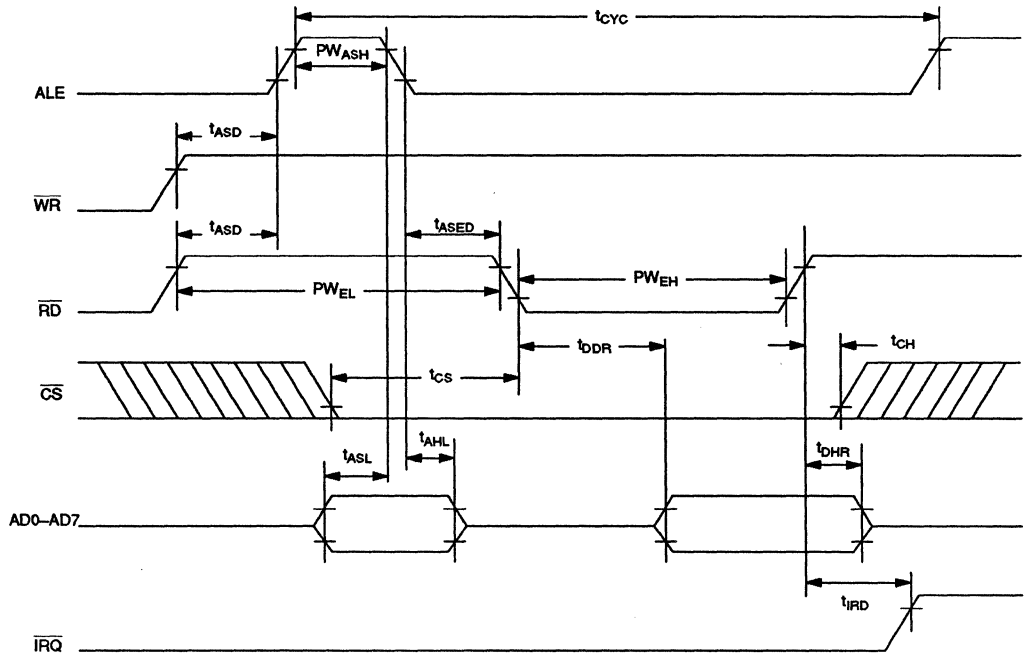 tCYC
PWASH
ALE
tASD
WR
tASD
tASED
PWEL
PWEH
RD
tDDR
tCH
tCS
CS
tAHL
tASL
tDHR
AD0–AD7
tIRD
IRQ